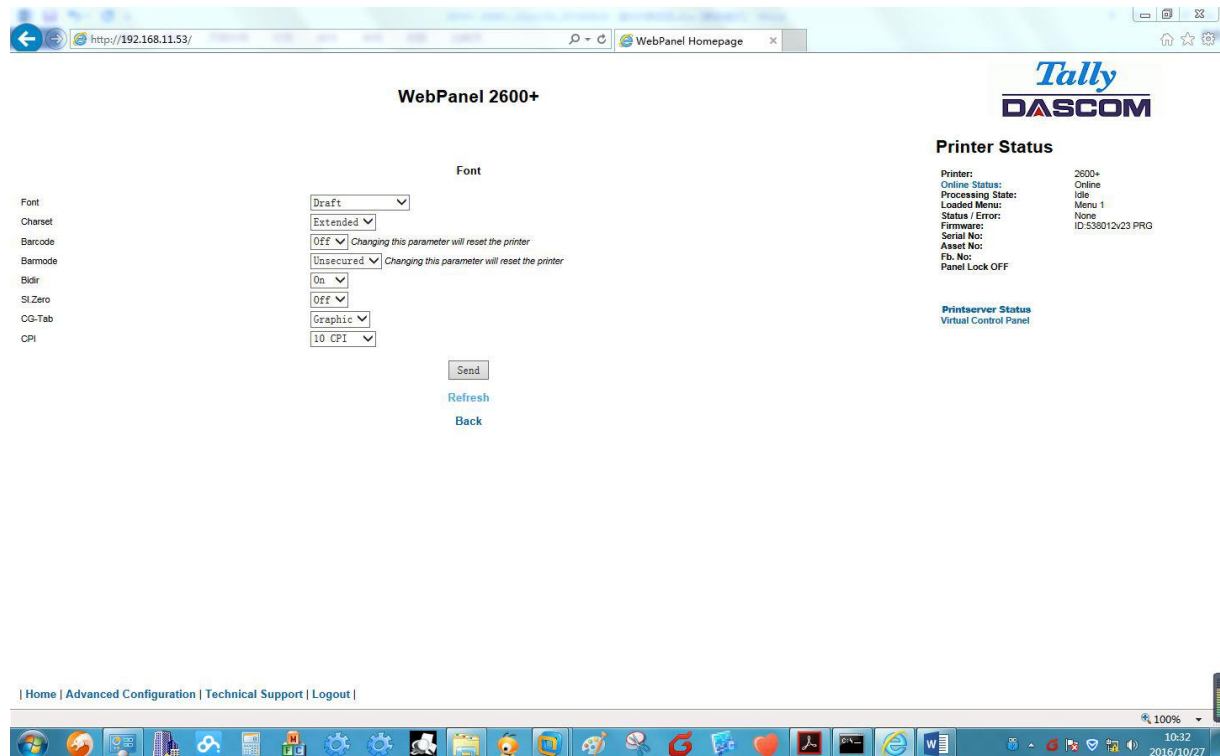 http://192.168.11.53/
WebPanel Homepage
Tally
DASCOM
WebPanel 2600+
Printer Status
Font
Printer: 2600+
Online Status: Online
Processing State: Idle
Loaded Menu: Menu 1
Status / Error: None
Firmware: ID:538012v23 PRG
Serial No:
Asset No:
Fb. No:
Panel Lock OFF
Printserver Status
Virtual Control Panel
Font Draft
Charset Extended
Barcode Off Changing this parameter will reset the printer
Barmode Unsecured Changing this parameter will reset the printer
Bidir On
Sl.Zero Off
CG-Tab Graphic
CPI 10 CPI
Send
Refresh
Back
| Home | Advanced Configuration | Technical Support | Logout |
100%
10:32
2016/10/27